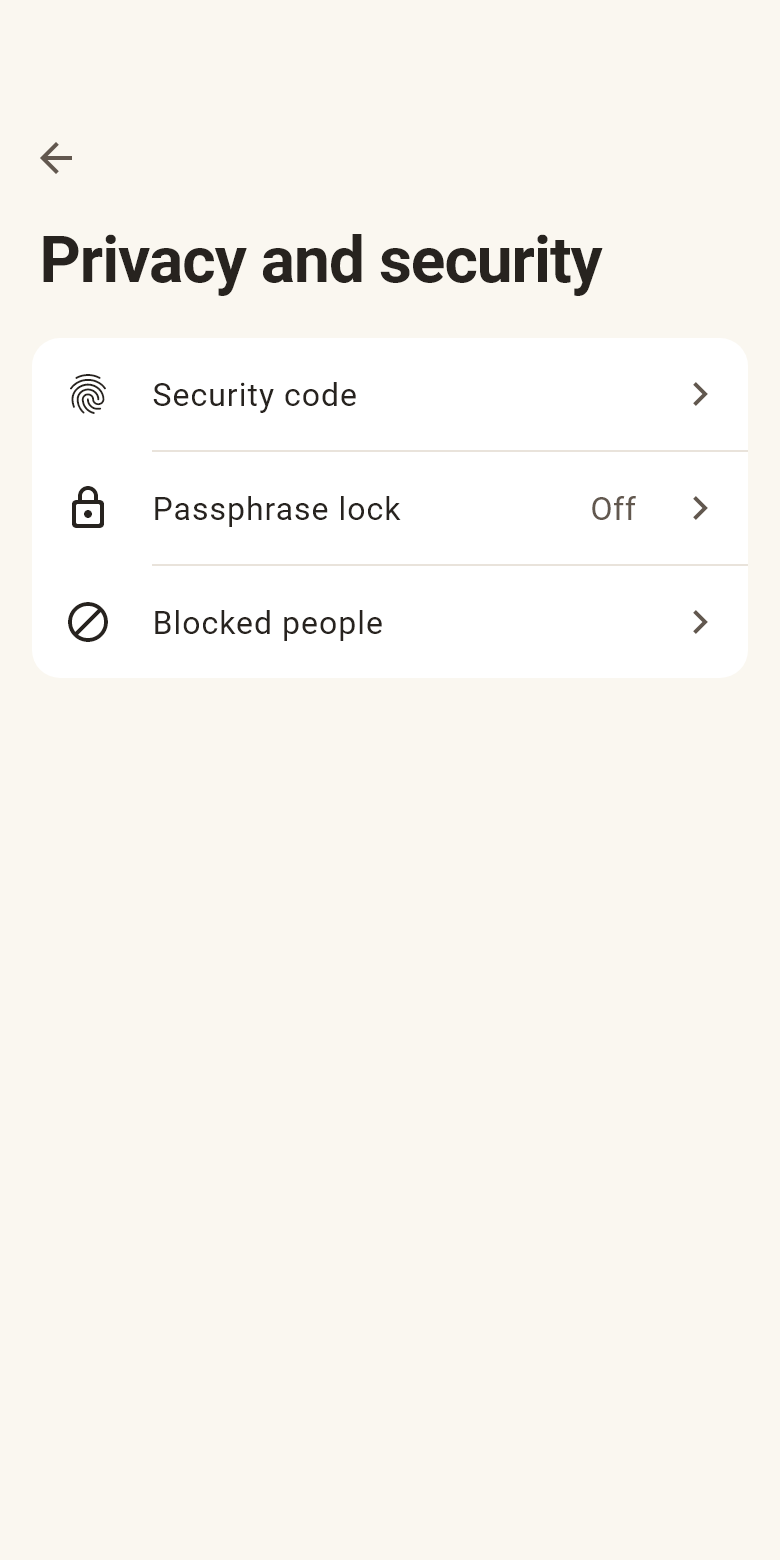 Privacy and security
Security code
Passphrase lock Off
Blocked people